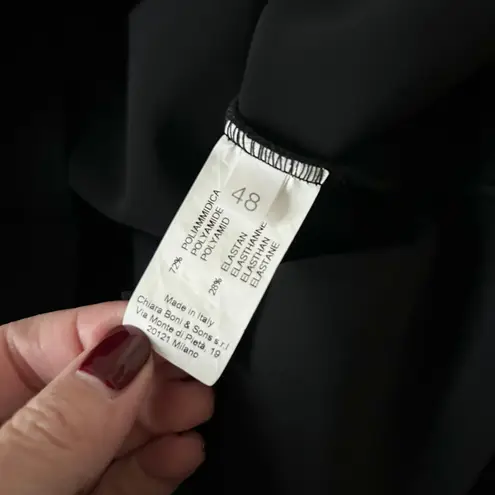 48
72% POLIAMMIDICA
POLYAMIDE
POLYAMID
28% ELASTAN
ELASTHANNE
ELASTHAN
ELASTANE
Made in Italy
Chiara Boni & Sons s.r.l
Via Monte di Pietà, 19
20121 Milano